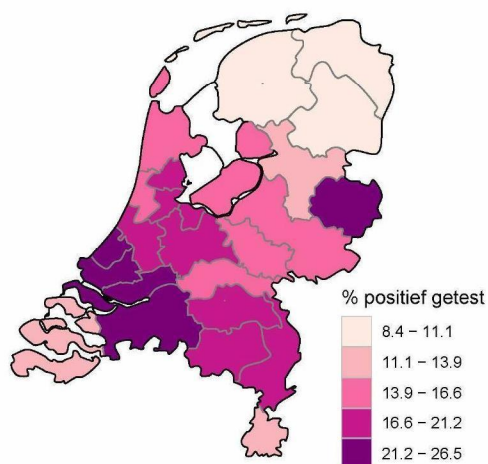 % positief getest
8.4 – 11.1
11.1 – 13.9
13.9 – 16.6
16.6 – 21.2
21.2 – 26.5